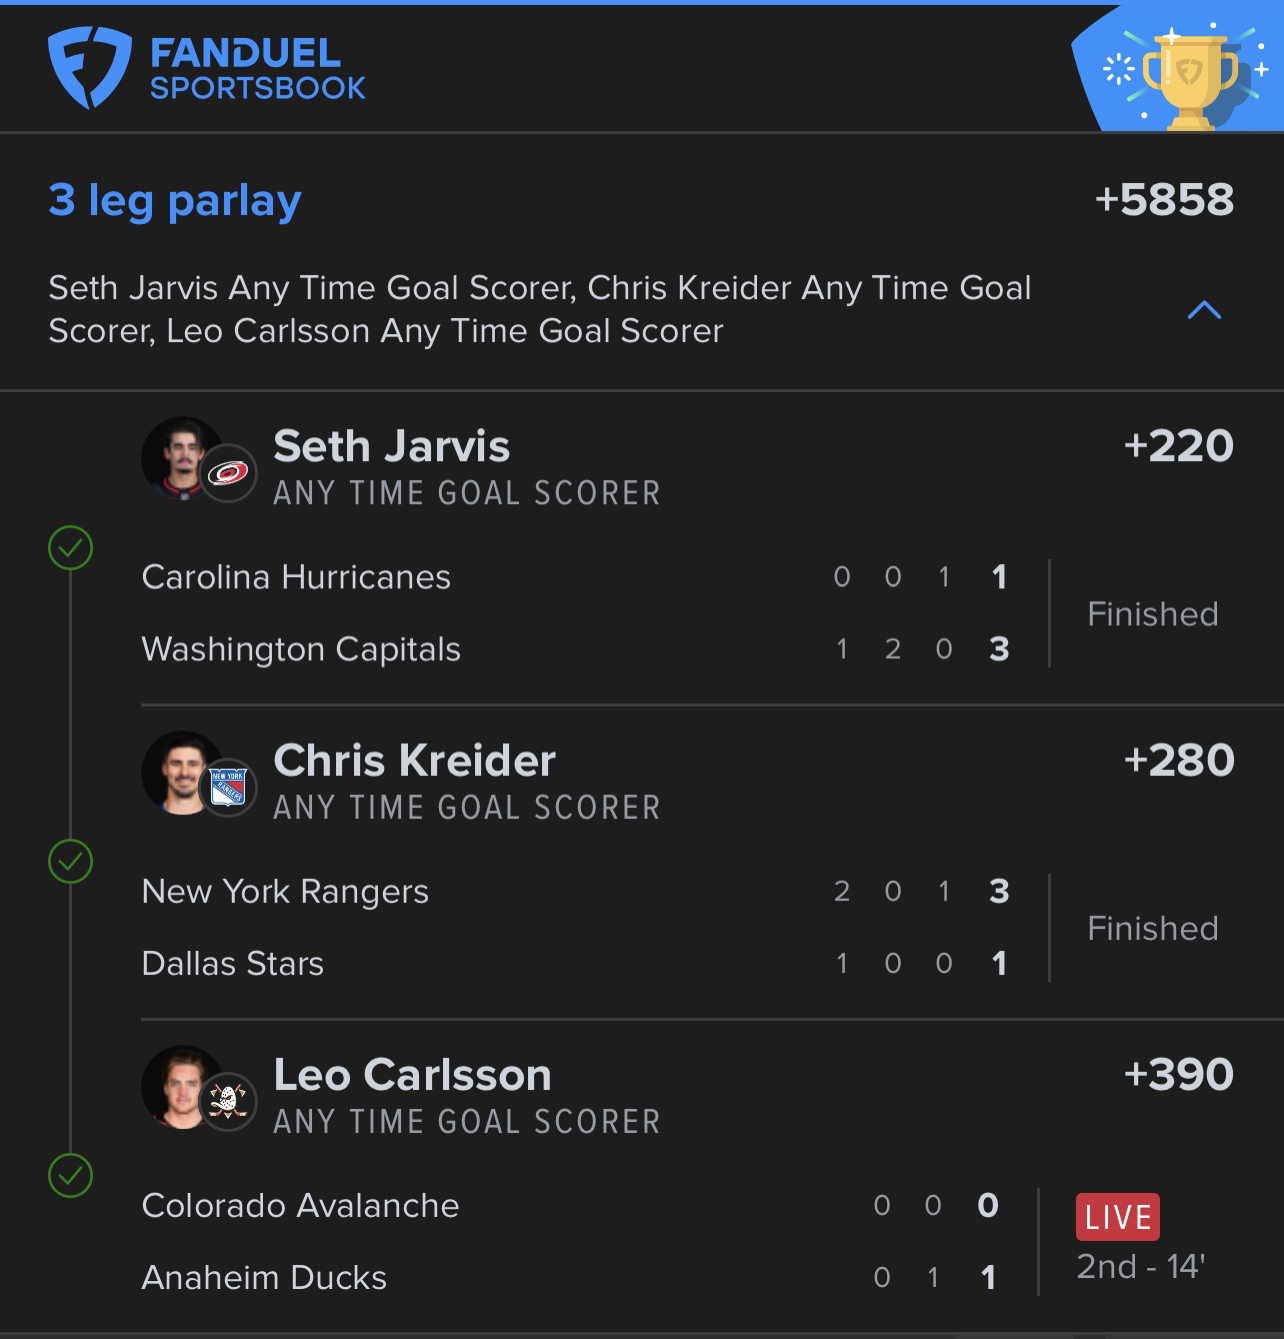 FANDUEL
SPORTSBOOK
3 leg parlay +5858
Seth Jarvis Any Time Goal Scorer, Chris Kreider Any Time Goal
Scorer, Leo Carlsson Any Time Goal Scorer
Seth Jarvis +220
ANY TIME GOAL SCORER
Carolina Hurricanes 0 0 1 1
Finished
Washington Capitals 1 2 0 3
Chris Kreider +280
NEW YORK
RANGERS
ANY TIME GOAL SCORER
New York Rangers 2 0 1 3
Finished
Dallas Stars 1 0 0 1
Leo Carlsson +390
ANY TIME GOAL SCORER
Colorado Avalanche 0 0 0
LIVE
2nd - 14'
Anaheim Ducks 0 1 1